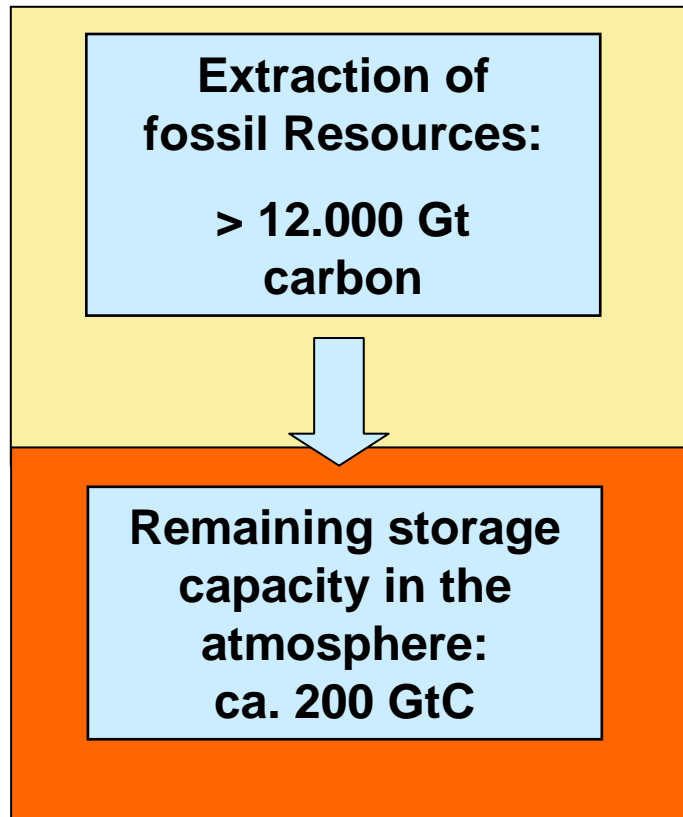 Extraction of
fossil Resources:
> 12.000 Gt
carbon
Remaining storage
capacity in the
atmosphere:
ca. 200 GtC